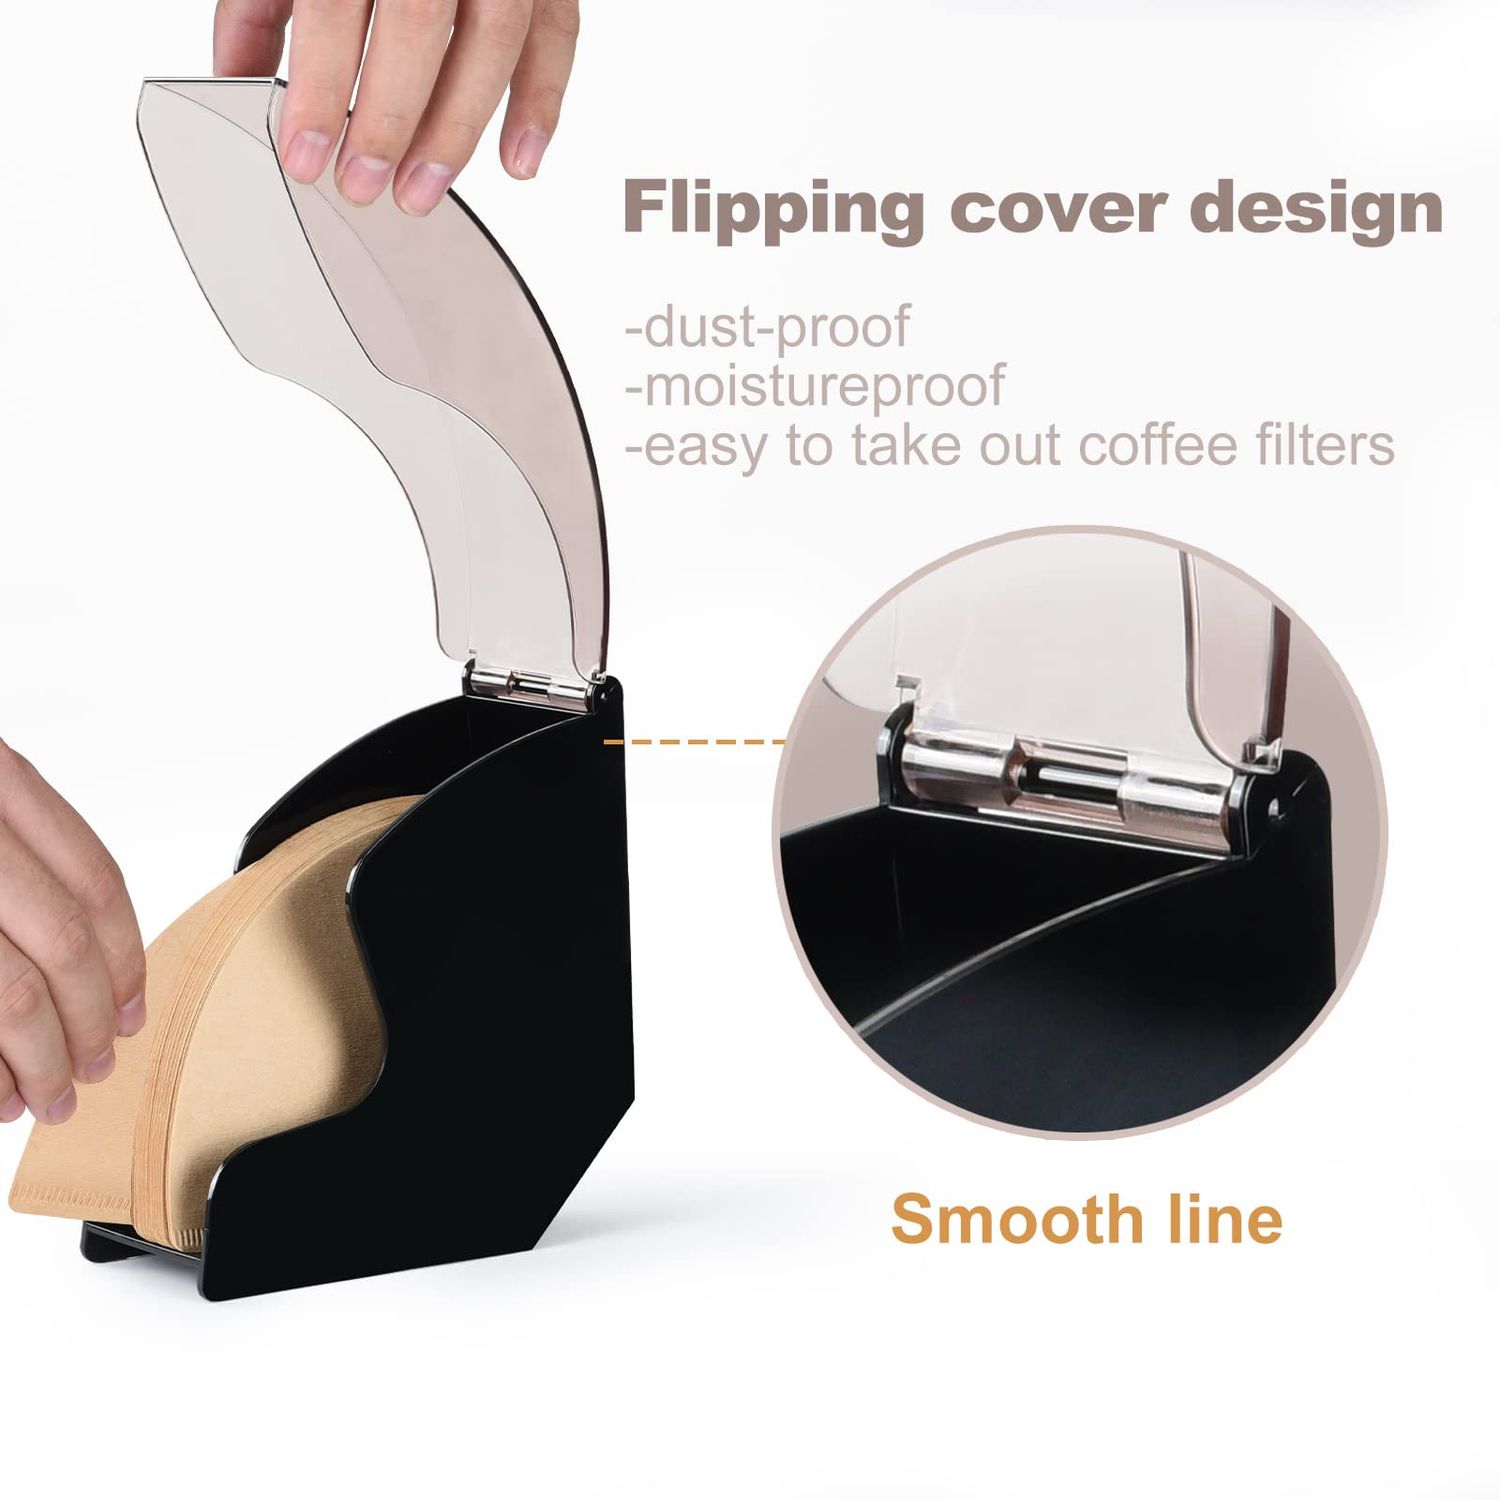 Flipping cover design
-dust-proof
-moistureproof
-easy to take out coffee filters
Smooth line